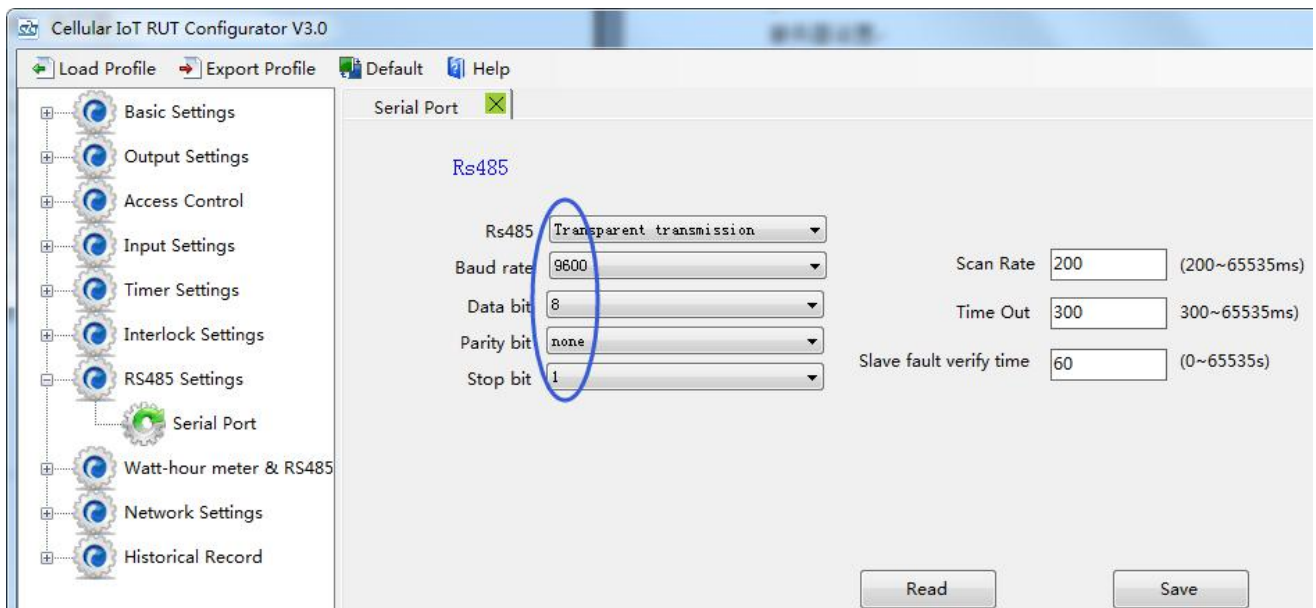 Cellular IoT RUT Configurator V3.0
Load Profile Export Profile Default Help
Basic Settings
Output Settings
Access Control
Input Settings
Timer Settings
Interlock Settings
RS485 Settings
Serial Port
Watt-hour meter & RS485
Network Settings
Historical Record
Serial Port
Rs485
Rs485 Transparent transmission
Baud rate 9600
Data bit 8
Parity bit none
Stop bit 1
Scan Rate 200 (200~65535ms)
Time Out 300 300~65535ms)
Slave fault verify time 60 (0~65535s)
Read Save